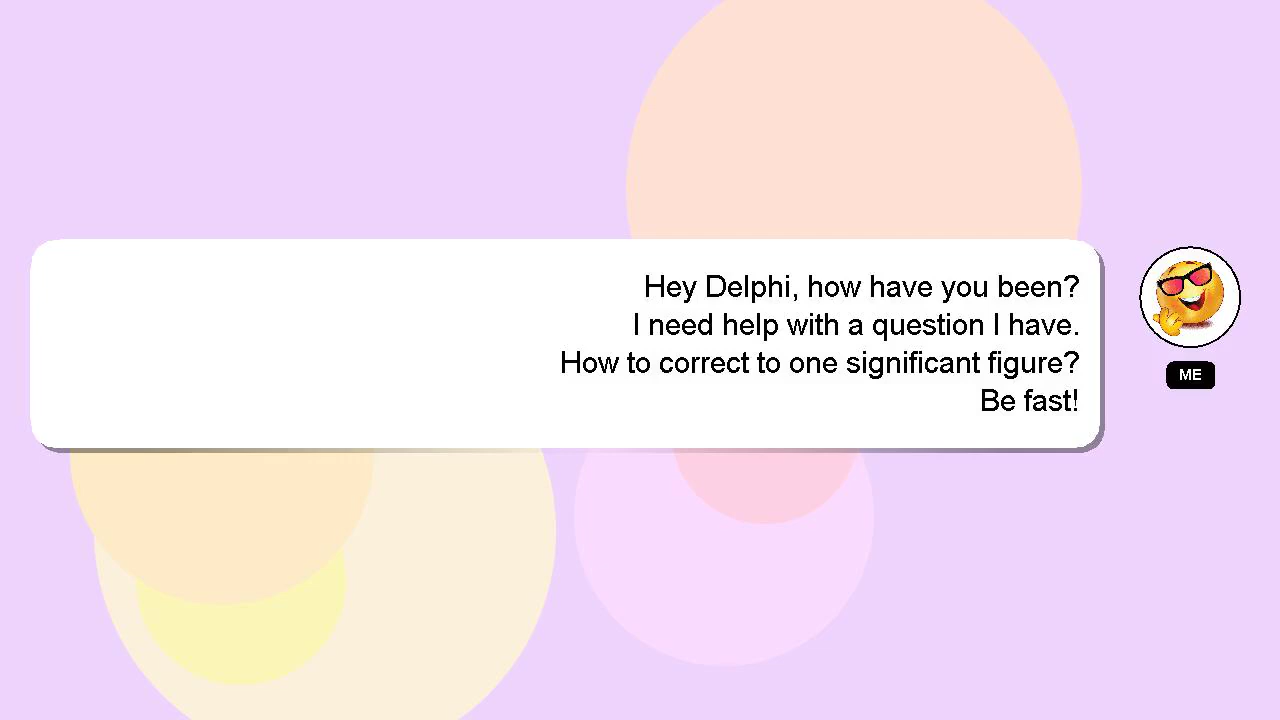 Hey Delphi, how have you been?
I need help with a question I have.
How to correct to one significant figure?
Be fast!
ME